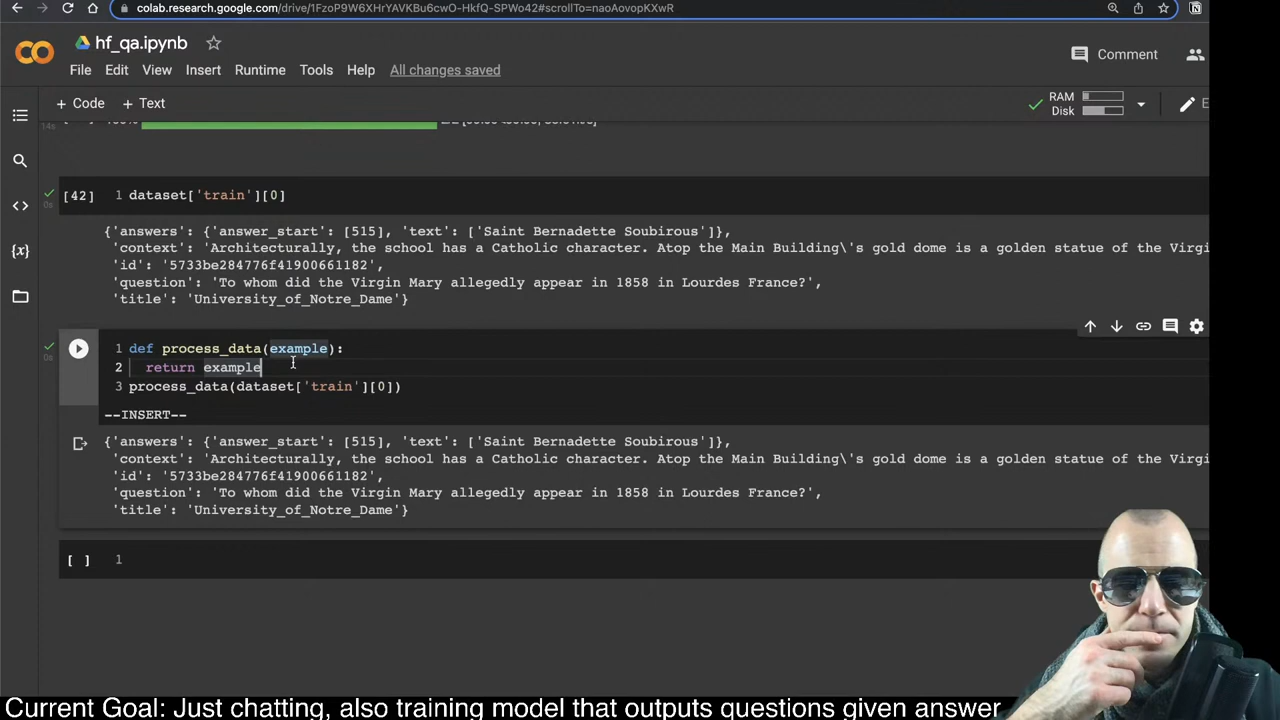 colab.research.google.com/drive/1FzoP9W6XHrYAVKBu6cwO-HkfQ-SPWo42#scrollTo=naoAovopKXwR
hf_qa.ipynb
File Edit View Insert Runtime Tools Help All changes saved
Comment
+ Code + Text
RAM
Disk
14s
[42] 1 dataset['train'][0]
0s
{'answers': {'answer_start': [515], 'text': ['Saint Bernadette Soubirous']},
'context': 'Architecturally, the school has a Catholic character. Atop the Main Building\'s gold dome is a golden statue of the Virgi
'id': '5733be284776f41900661182',
'question': 'To whom did the Virgin Mary allegedly appear in 1858 in Lourdes France?',
'title': 'University_of_Notre_Dame'}
1 def process_data(example):
0s
2 return example
3 process_data(dataset['train'][0])
--INSERT--
{'answers': {'answer_start': [515], 'text': ['Saint Bernadette Soubirous']},
'context': 'Architecturally, the school has a Catholic character. Atop the Main Building\'s gold dome is a golden statue of the Virgi
'id': '5733be284776f41900661182',
'question': 'To whom did the Virgin Mary allegedly appear in 1858 in Lourdes France?',
'title': 'University_of_Notre_Dame'}
[ ] 1
Current Goal: Just chatting, also training model that outputs questions given answer